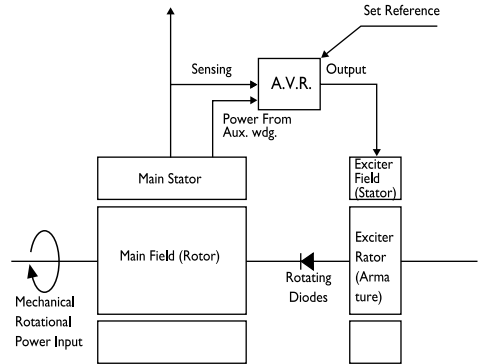 Set Reference
Sensing
A.V.R.
Output
Power From
Aux. wdg.
Main Stator
Exciter
Field
(Stator)
Main Field (Rotor)
Exciter
Rator
(Arma
ture)
Rotating
Diodes
Mechanical
Rotational
Power Input